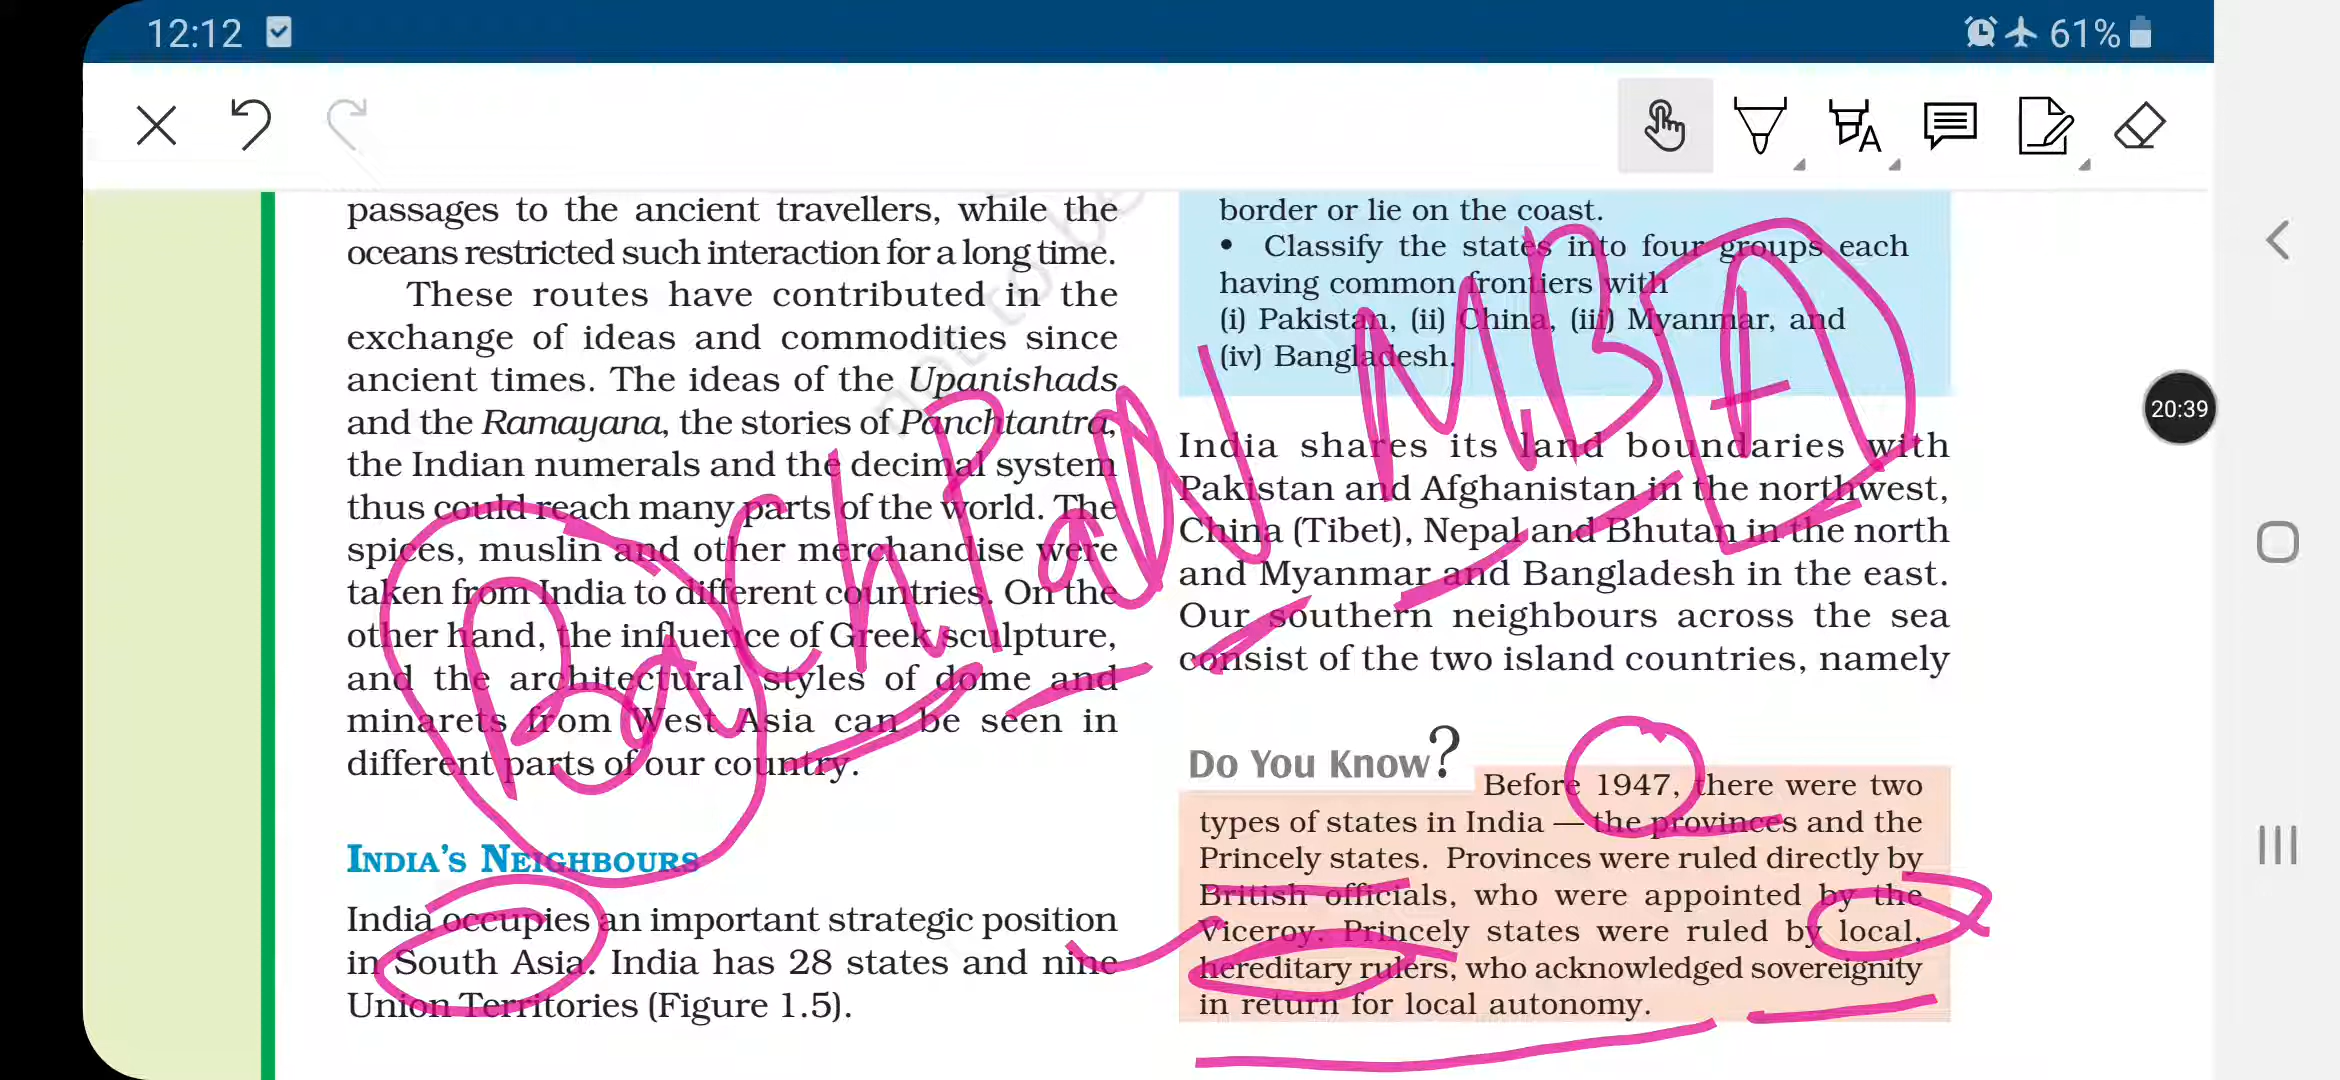 12:12
61%
passages to the ancient travellers, while the
oceans restricted such interaction for a long time.
These routes have contributed in the
exchange of ideas and commodities since
ancient times. The ideas of the Upanishads
and the Ramayana, the stories of Panchtantra,
the Indian numerals and the decimal system
thus could reach many parts of the world. The
spices, muslin and other merchandise were
taken from India to different countries. On the
other hand, the influence of Greek sculpture,
and the architectural styles of dome and
minarets from West Asia can be seen in
different parts of our country.
INDIA'S NEIGHBOURS
India occupies an important strategic position
in South Asia. India has 28 states and nine
Union Territories (Figure 1.5).
not to be
border or lie on the coast.
• Classify the states into four groups each
having common frontiers with
(i) Pakistan, (ii) China, (iii) Myanmar, and
(iv) Bangladesh.
India shares its land boundaries with
Pakistan and Afghanistan in the northwest,
China (Tibet), Nepal and Bhutan in the north
and Myanmar and Bangladesh in the east.
Our southern neighbours across the sea
consist of the two island countries, namely
Do You Know?
Before 1947, there were two
types of states in India — the provinces and the
Princely states. Provinces were ruled directly by
British officials, who were appointed by the
Viceroy. Princely states were ruled by local,
hereditary rulers, who acknowledged sovereignty
in return for local autonomy.
20:39
MBA